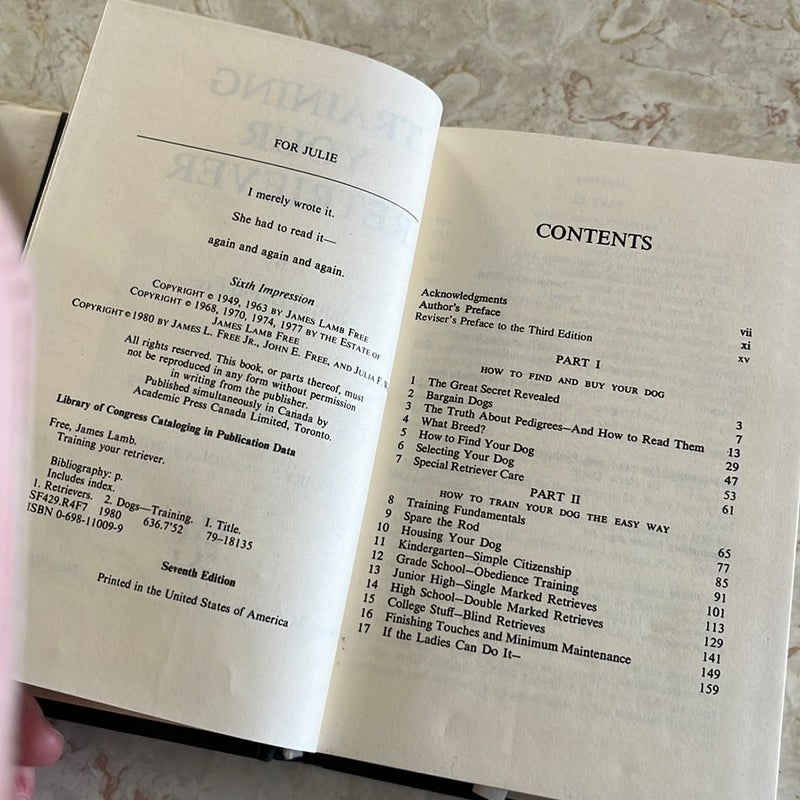 FOR JULIE
I merely wrote it.
She had to read it—
again and again and again.
Sixth Impression
COPYRIGHT © 1949, 1963 BY JAMES LAMB FREE
COPYRIGHT © 1968, 1970, 1974, 1977 BY THE ESTATE OF
JAMES LAMB FREE
COPYRIGHT © 1980 BY JAMES L. FREE JR., JOHN E. FREE, AND JULIA F.
All rights reserved. This book, or parts thereof, must
not be reproduced in any form without permission
in writing from the publisher.
Published simultaneously in Canada by
Academic Press Canada Limited, Toronto.
Library of Congress Cataloging in Publication Data
Free, James Lamb.
Training your retriever.
Bibliography: p.
Includes index.
1. Retrievers. 2. Dogs—Training. I. Title.
SF429.R4F7 1980 636.7'52 79-18135
ISBN 0-698-11009-9
Seventh Edition
Printed in the United States of America
CONTENTS
Acknowledgments vii
Author's Preface xi
Reviser's Preface to the Third Edition xv
PART I
HOW TO FIND AND BUY YOUR DOG
1 The Great Secret Revealed 3
2 Bargain Dogs 7
3 The Truth About Pedigrees—And How to Read Them 13
4 What Breed? 29
5 How to Find Your Dog 47
6 Selecting Your Dog 53
7 Special Retriever Care 61
PART II
HOW TO TRAIN YOUR DOG THE EASY WAY
8 Training Fundamentals 65
9 Spare the Rod 77
10 Housing Your Dog 85
11 Kindergarten—Simple Citizenship 91
12 Grade School—Obedience Training 101
13 Junior High—Single Marked Retrieves 113
14 High School—Double Marked Retrieves 129
15 College Stuff—Blind Retrieves 141
16 Finishing Touches and Minimum Maintenance 149
17 If the Ladies Can Do It— 159